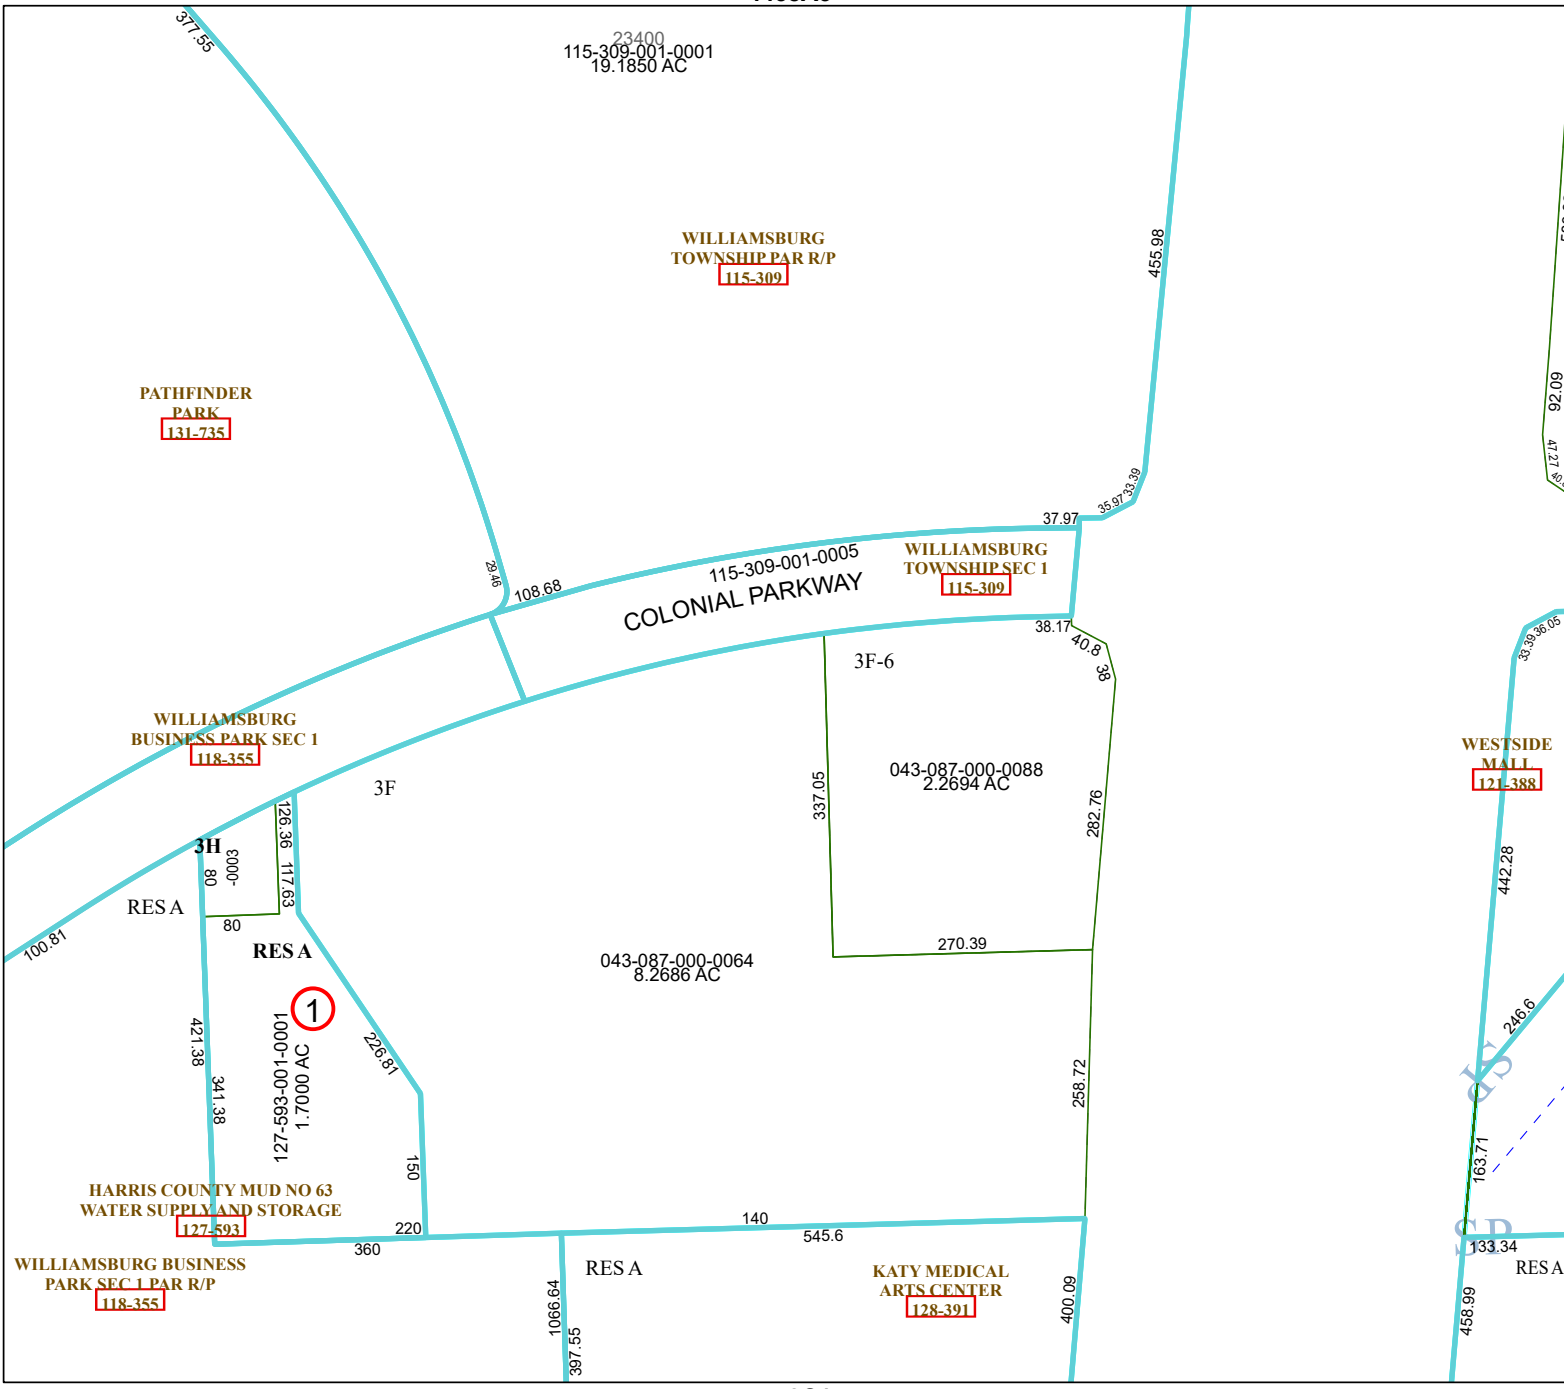 377.55
23400
115-309-001-0001
19.1850 AC
WILLIAMSBURG
TOWNSHIP PAR R/P
115-309
455.98
PATHFINDER
PARK
131-735
92.09
47.27
35.97
33.39
37.97
29.46
108.68
115-309-001-0005
COLONIAL PARKWAY
WILLIAMSBURG
TOWNSHIP SEC 1
115-309
38.17
40.8
38
3F-6
33.39
36.05
WILLIAMSBURG
BUSINESS PARK SEC 1
118-355
3F
337.05
043-087-000-0088
2.2694 AC
282.76
WESTSIDE
MALL
121-388
442.28
126.36
117.63
3H
80
-0003
80
RES A
RES A
100.81
270.39
043-087-000-0064
8.2686 AC
1
127-593-001-0001
1.7000 AC
421.38
341.38
226.81
150
258.72
246.6
SP
163.71
SP
133.34
RES A
458.99
HARRIS COUNTY MUD NO 63
WATER SUPPLY AND STORAGE
127-593
220
360
140
545.6
WILLIAMSBURG BUSINESS
PARK SEC 1 PAR R/P
118-355
RES A
1066.64
397.55
KATY MEDICAL
ARTS CENTER
128-391
400.09